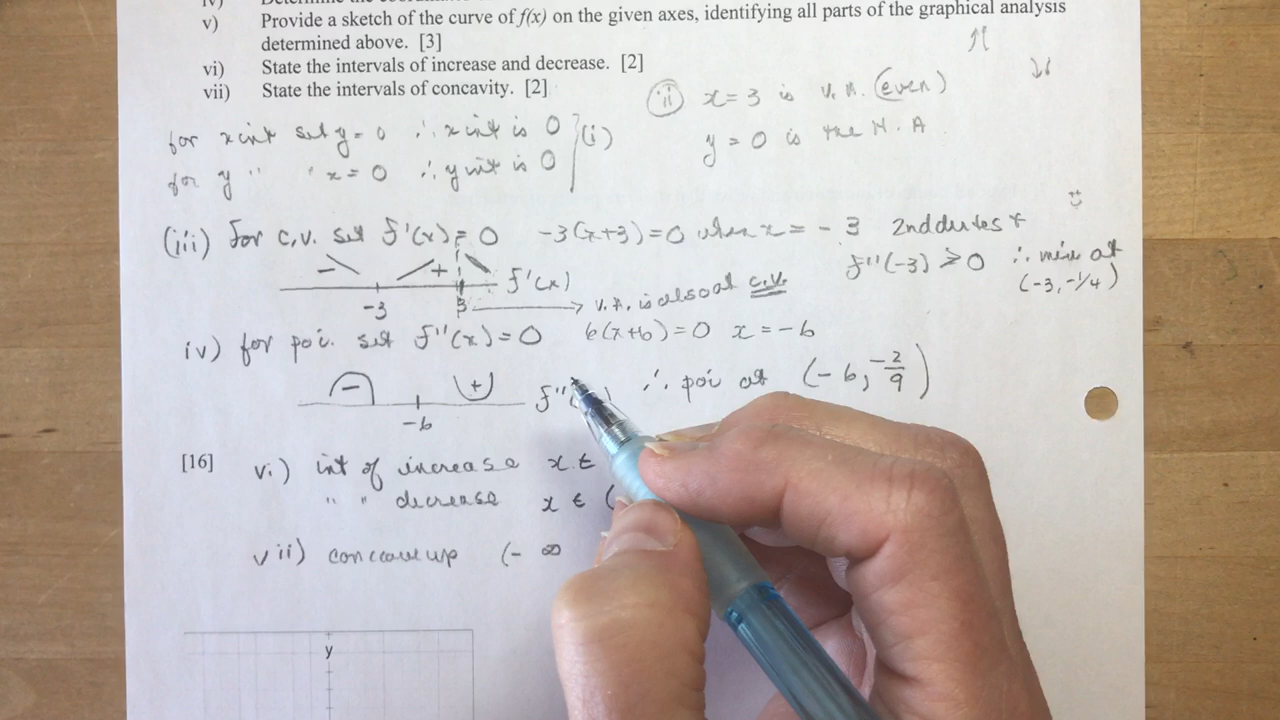 v) Provide a sketch of the curve of f(x) on the given axes, identifying all parts of the graphical analysis
determined above. [3]
vi) State the intervals of increase and decrease. [2]
vii) State the intervals of concavity. [2]
(ii) x=3 is V.A. (even)
y = 0 is the H.A.
for x int set y=0 ∴ x int is 0 } (i)
for y " " x=0 ∴ y int is 0
(iii) for c.v. set f'(x)=0 -3(x+3)=0 when x=-3 2nd der test
f''(-3) > 0 ∴ min at
(-3,-1/4)
- + f'(x)
-3 3 → V.A. is also at c.v.
iv) for poi. set f''(x)=0 6(x+6)=0 x=-6
- + f'' ∴ poi at (-6, -2/9)
-6
[16] vi.) int of increase x ∈
" " decrease x ∈ (
vii) concave up (-∞
y